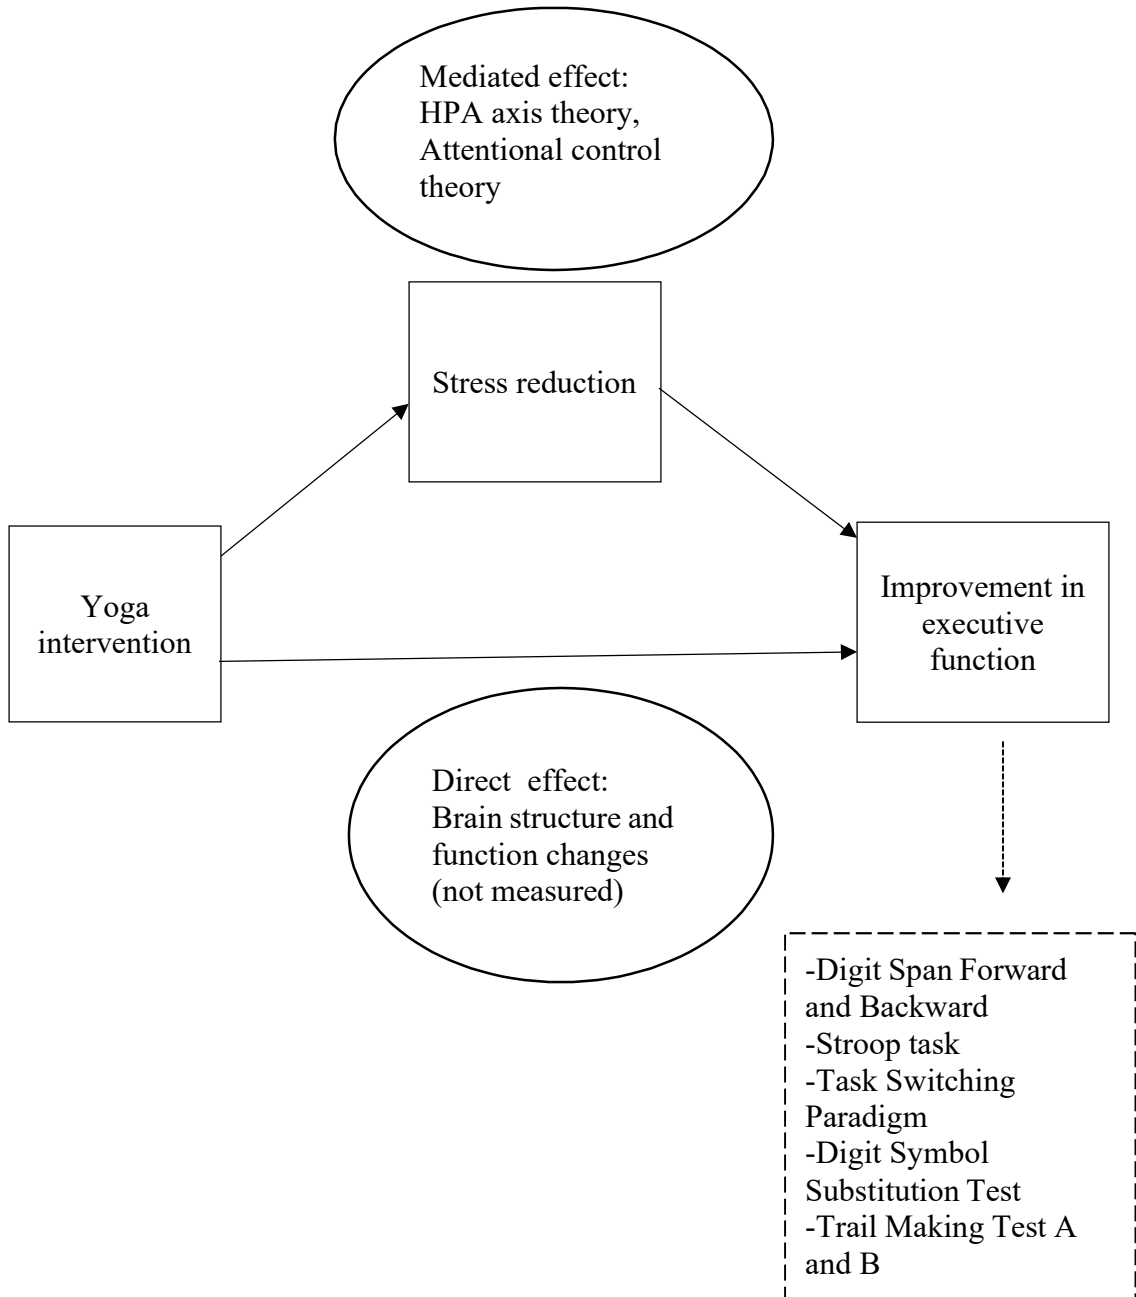 Mediated effect:
HPA axis theory,
Attentional control
theory
Stress reduction
Yoga
intervention
Improvement in
executive
function
Direct  effect:
Brain structure and
function changes
(not measured)
-Digit Span Forward
and Backward
-Stroop task
-Task Switching
Paradigm
-Digit Symbol
Substitution Test
-Trail Making Test A
and B